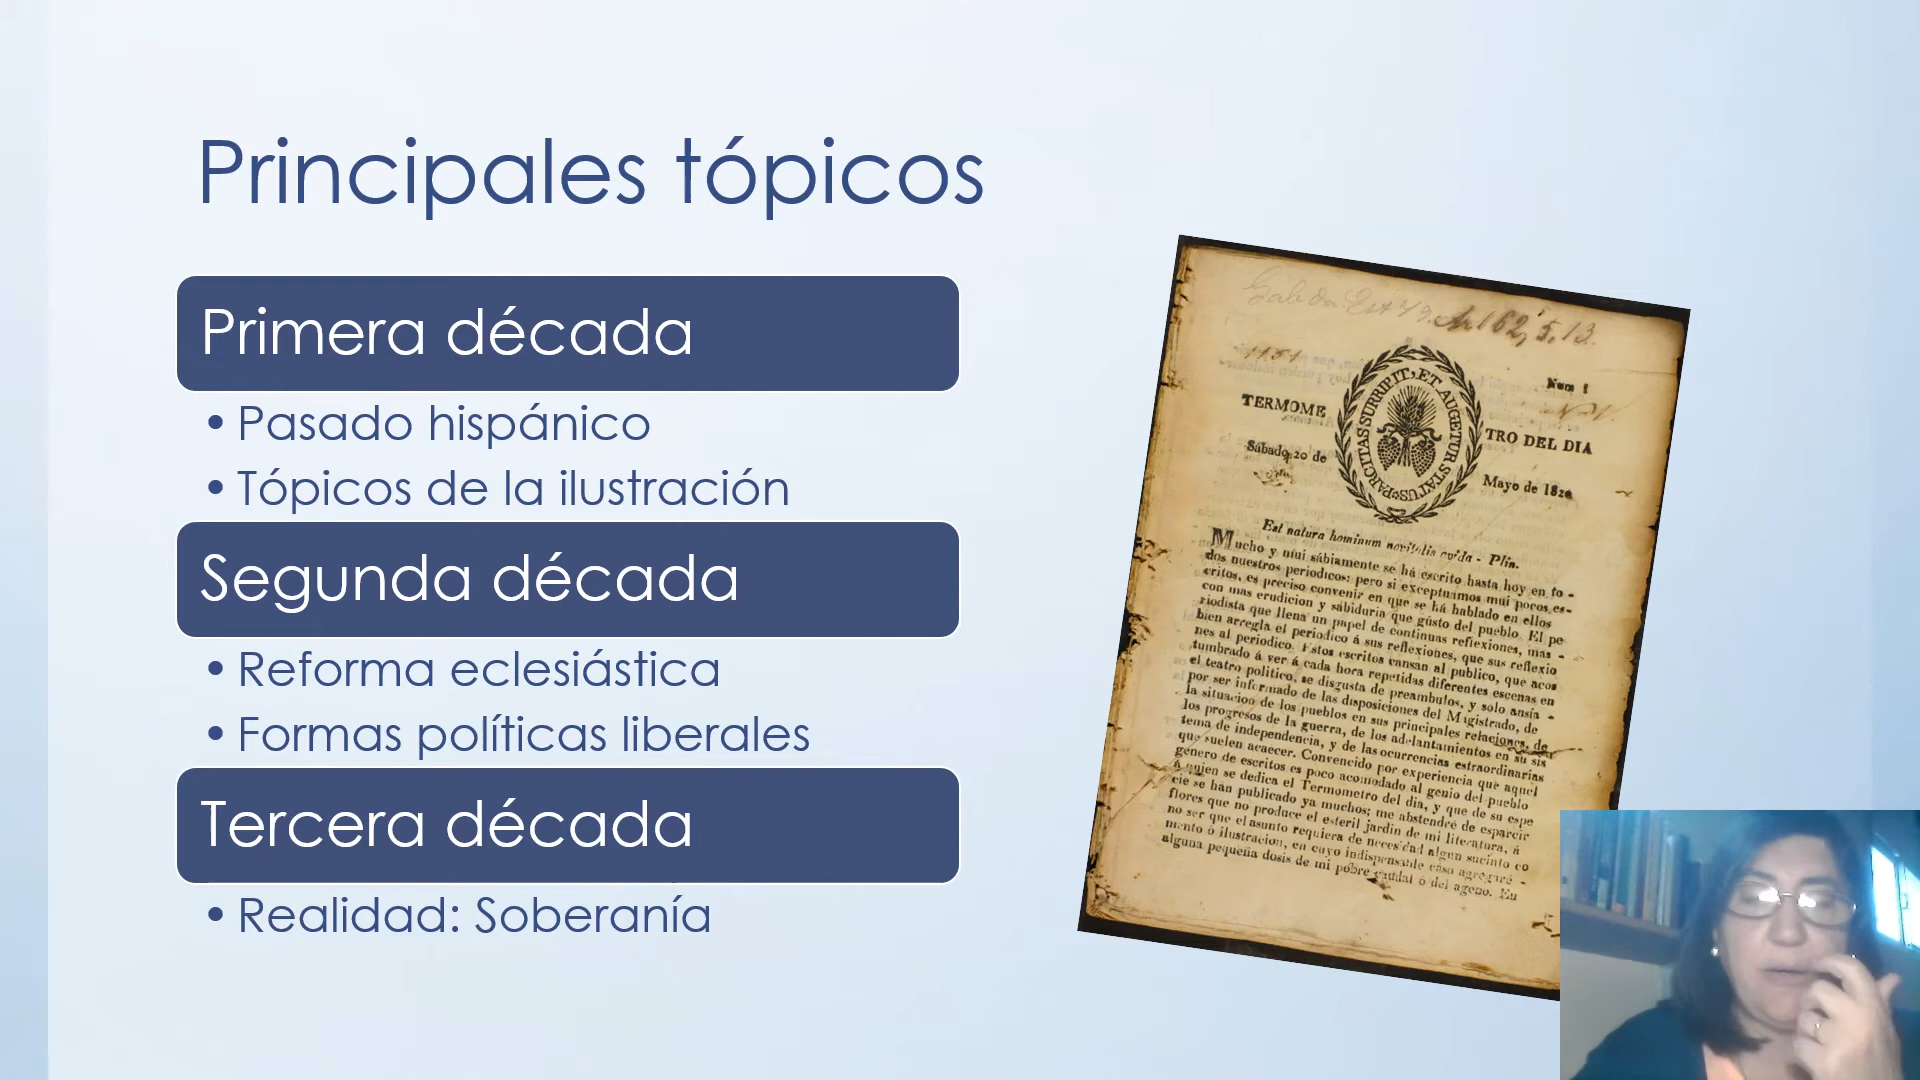 Principales tópicos
Primera década
• Pasado hispánico
• Tópicos de la ilustración
Segunda década
• Reforma eclesiástica
• Formas políticas liberales
Tercera década
• Realidad: Soberanía
Num 1
TERMOME
TRO DEL DIA
PARCITAS SURRIPIT, ET AUGETUR STATUS
Sábado 20 de
Mayo de 1820
Est natura hominum novitatis avida - Plin.
Mucho y mui sábiamente se há escrito hasta hoy en to-
dos nuestros periodicos; pero si exceptuamos mui pocos es-
critos, es preciso convenir en que se há hablado en ellos
con mas erudicion y sabiduria que gústo del pueblo. El pe
riodista que llena un papel de continuas reflexiones, mas
bien arregla el periodico á sus reflexiones, que sus reflexio
nes al periodico. Estos escritos cansan al publico, que acos
tumbrado á ver á cada hora repetidas diferentes escenas en
el teatro politico, se disgusta de preambulos, y solo ansía
por ser informado de las disposiciones del Magistrado, de
la situacion de los pueblos en sus principales relaciones, de
los progresos de la guerra, de los adelantamientos en su sis
tema de independencia, y de las ocurrencias estraordinarias
que suelen acaecer. Convencido por experiencia que aquel
género de escritos es poco acomodado al genio del pueblo
á quien se dedica el Termometro del dia, y que de su espe
cie se han publicado ya muchos; me abstendré de esparcir
flores que no produce el esteril jardin de mi literatura, á
no ser que el asunto requiera de necesidad algun sucinto co
mento ó ilustracion, en cuyo indispensable caso agregaré
alguna pequeña dosis de mi póbre caudal ó del ageno. En